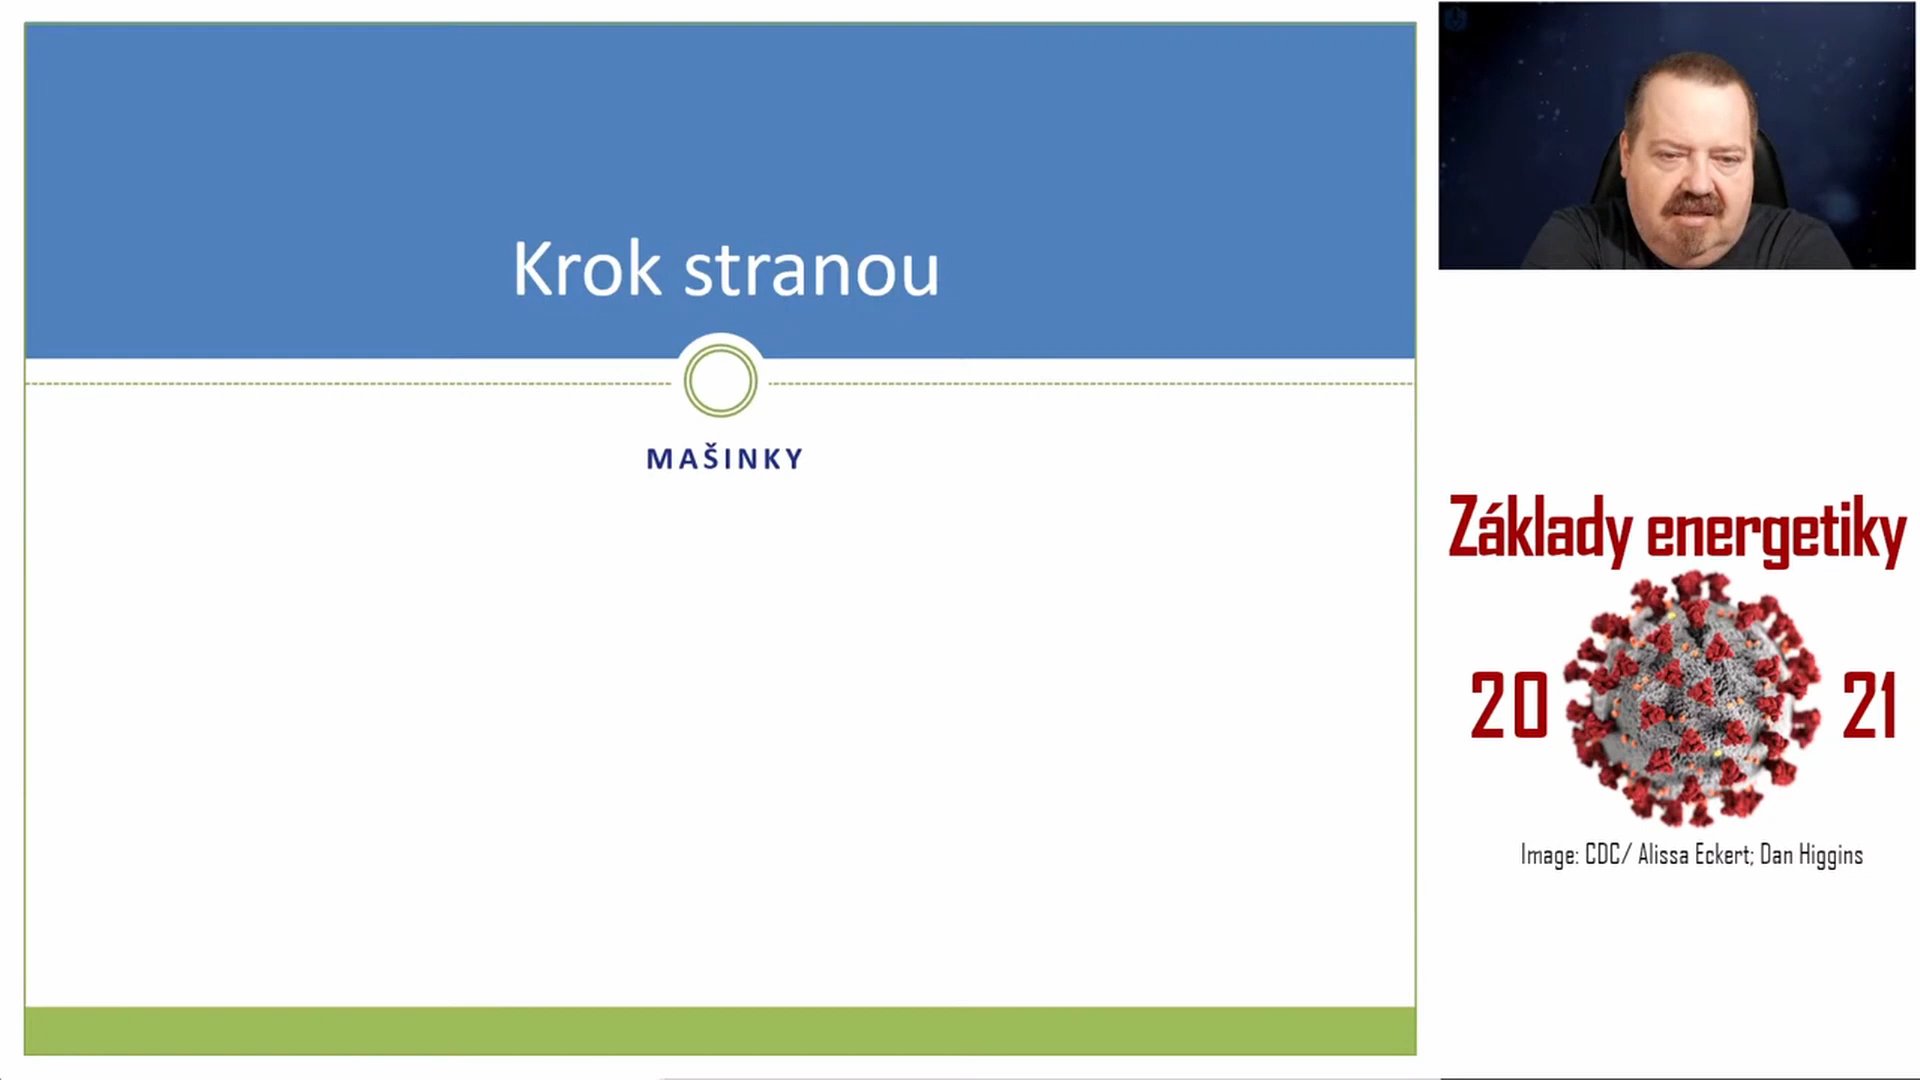 Krok stranou
MAŠINKY
Základy energetiky
20 21
Image: CDC/ Alissa Eckert; Dan Higgins